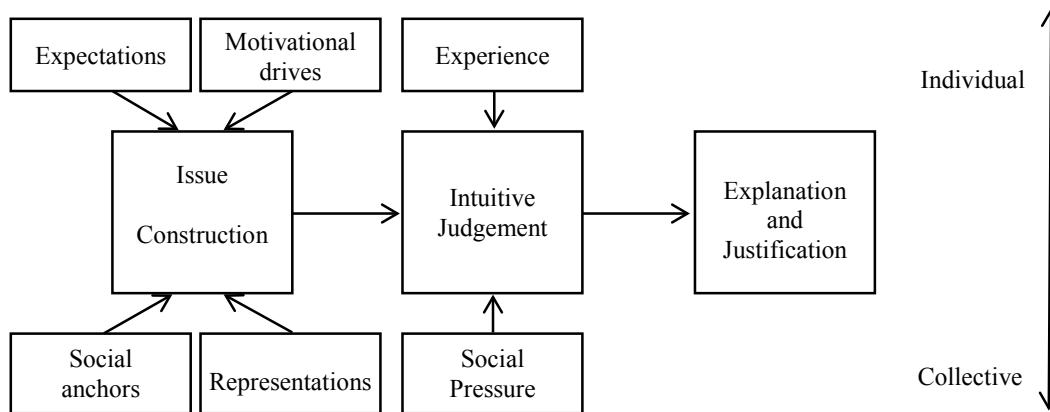 Expectations
Motivational
drives
Experience
Individual
Issue
Construction
Intuitive
Judgement
Explanation
and
Justification
Social
anchors
Representations
Social
Pressure
Collective